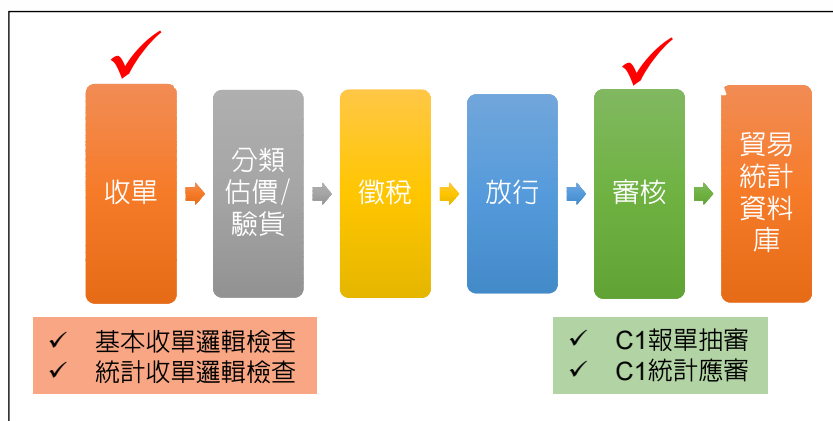 收單
分類
估價/
驗貨
徵稅
放行
審核
貿易
統計
資料
庫
✓ 基本收單邏輯檢查
✓ 統計收單邏輯檢查
✓ C1報單抽審
✓ C1統計應審